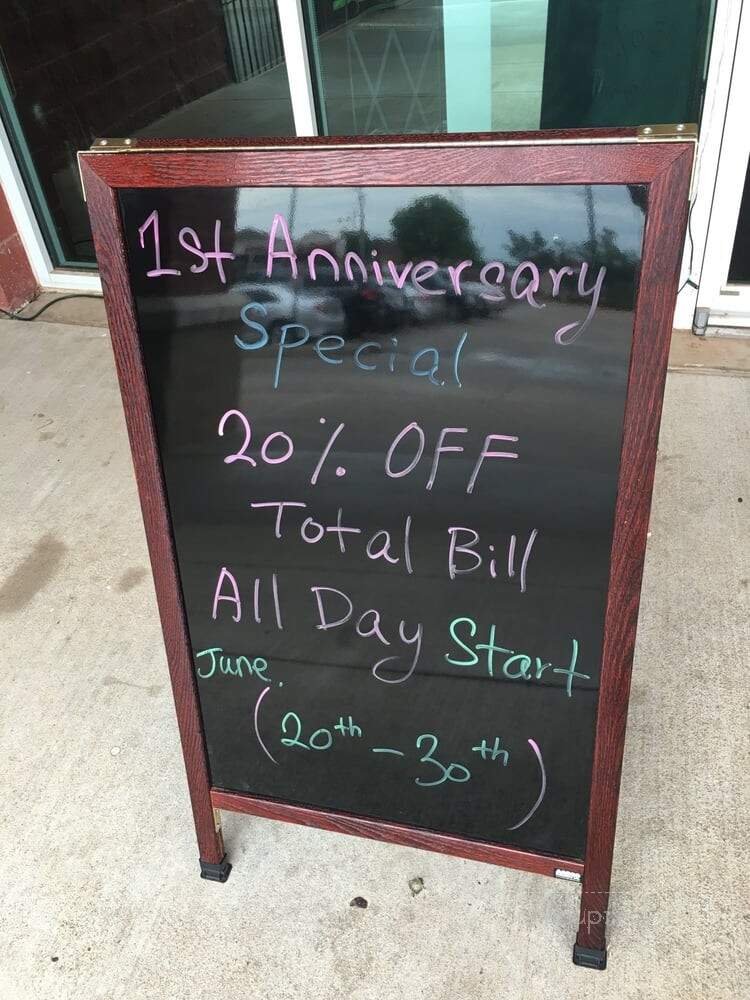 1st Anniversary
Special
20% OFF
Total Bill
All Day Start
June.
(20th - 30th)